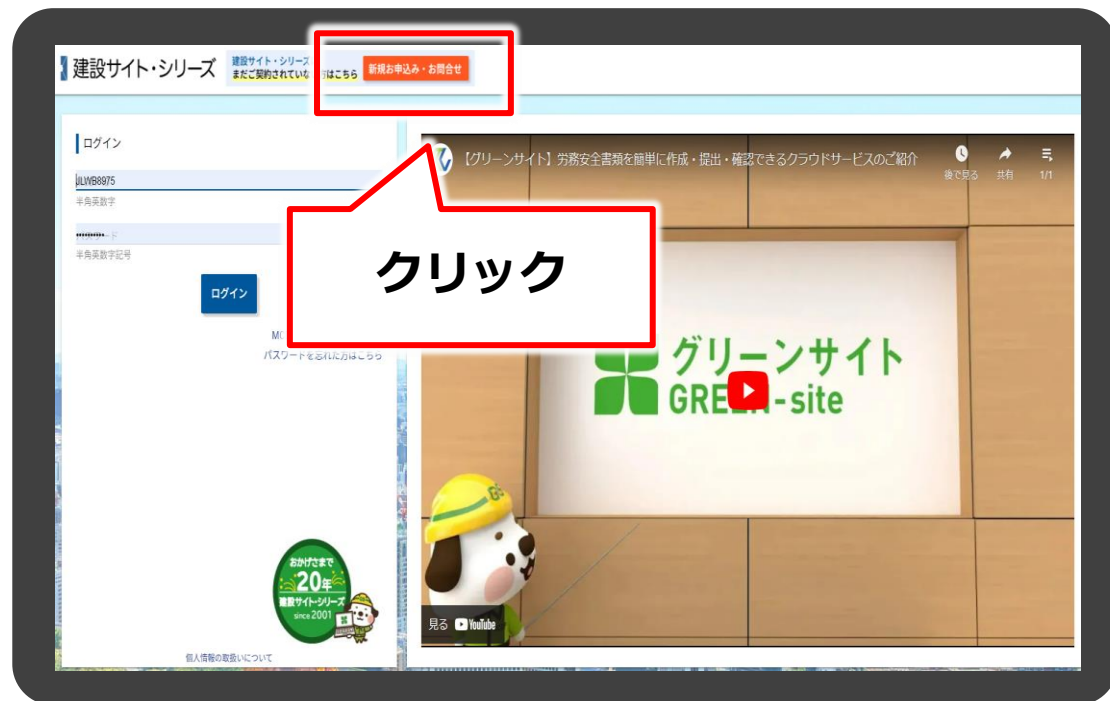 建設サイト・シリーズ
建設サイト・シリーズ
まだご契約されていな
はこちら
新規お申込み・お問合せ
ログイン
JLWB8975
半角英数字
半角英数字記号
ログイン
パスワードを忘れた方はこちら
おかげさまで
20年
建設サイト・シリーズ
since 2001
個人情報の取扱いについて
クリック
【グリーンサイト】労務安全書類を簡単に作成・提出・確認できるクラウドサービスのご紹介
後で見る
共有
1/1
グリーンサイト
GREEN-site
GS
見る YouTube